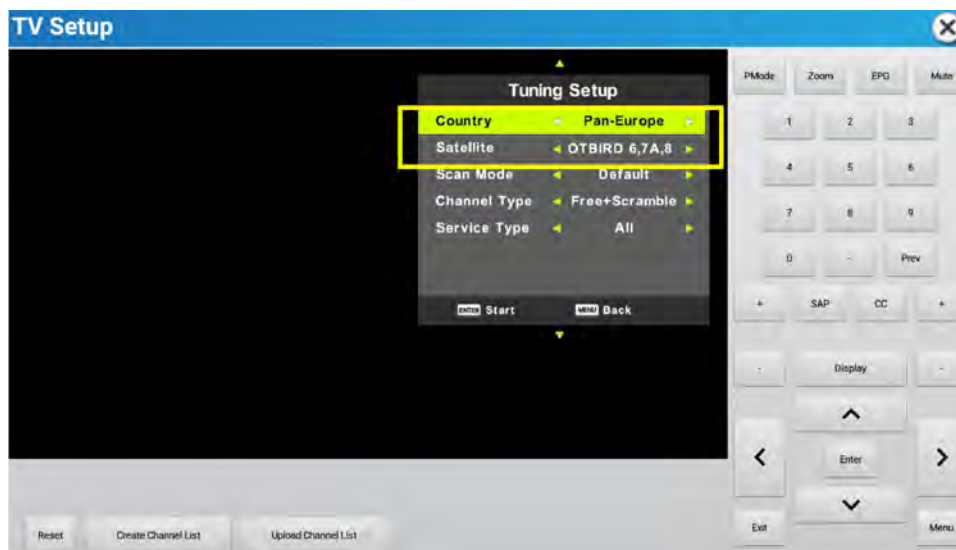 TV Setup
Tuning Setup
Country Pan-Europe
Satellite OTBIRD 6,7A,8
Scan Mode Default
Channel Type Free+Scramble
Service Type All
ENTER Start MENU Back
PMode Zoom EPG Mute
1 2 3
4 5 6
7 8 9
0 - Prev
+ SAP CC +
- Display -
Enter
Exit Menu
Reset Create Channel List Upload Channel List